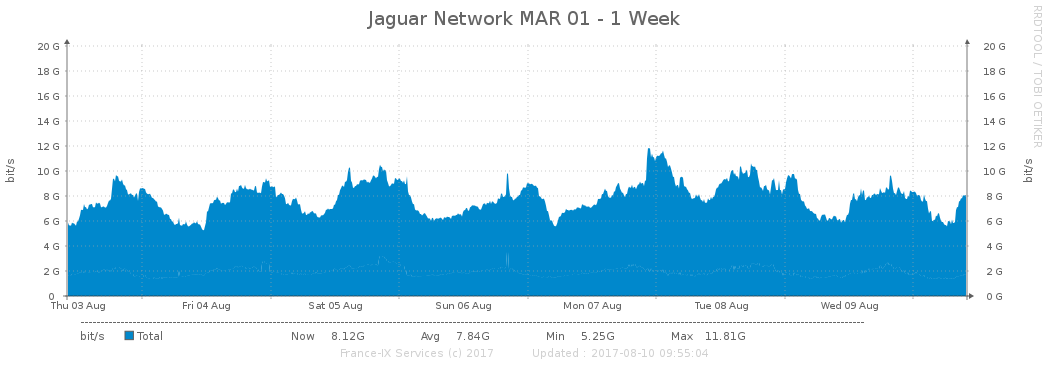 Jaguar Network MAR 01 - 1 Week
RRDTOOL / TOBI OETIKER
bit/s
20 G
18 G
16 G
14 G
12 G
10 G
8 G
6 G
4 G
2 G
0
20 G
18 G
16 G
14 G
12 G
10 G
8 G
6 G
4 G
2 G
0 G
bit/s
Thu 03 Aug Fri 04 Aug Sat 05 Aug Sun 06 Aug Mon 07 Aug Tue 08 Aug Wed 09 Aug
bit/s Total Now 8.12G Avg 7.84G Min 5.25G Max 11.81G
France-IX Services (c) 2017 Updated : 2017-08-10 09:55:04